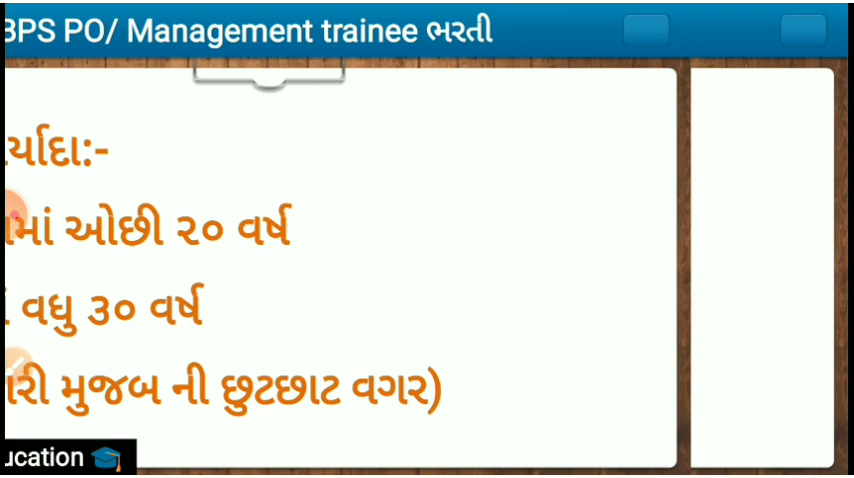 BPS PO/ Management trainee ભરતી
ર્યાદા:-
માં ઓછી ૨૦ વર્ષ
વધુ ૩૦ વર્ષ
રી મુજબ ની છુટછાટ વગર)
ucation 🎓